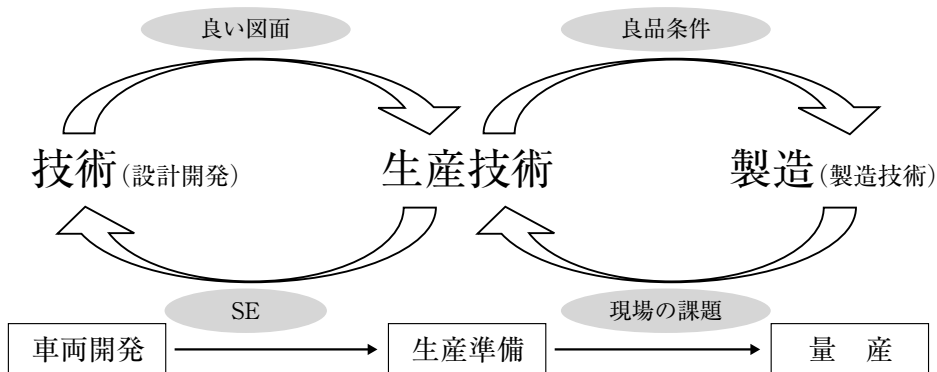 良い図面
良品条件
技術(設計開発)
生産技術
製造(製造技術)
SE
現場の課題
車両開発
生産準備
量　産